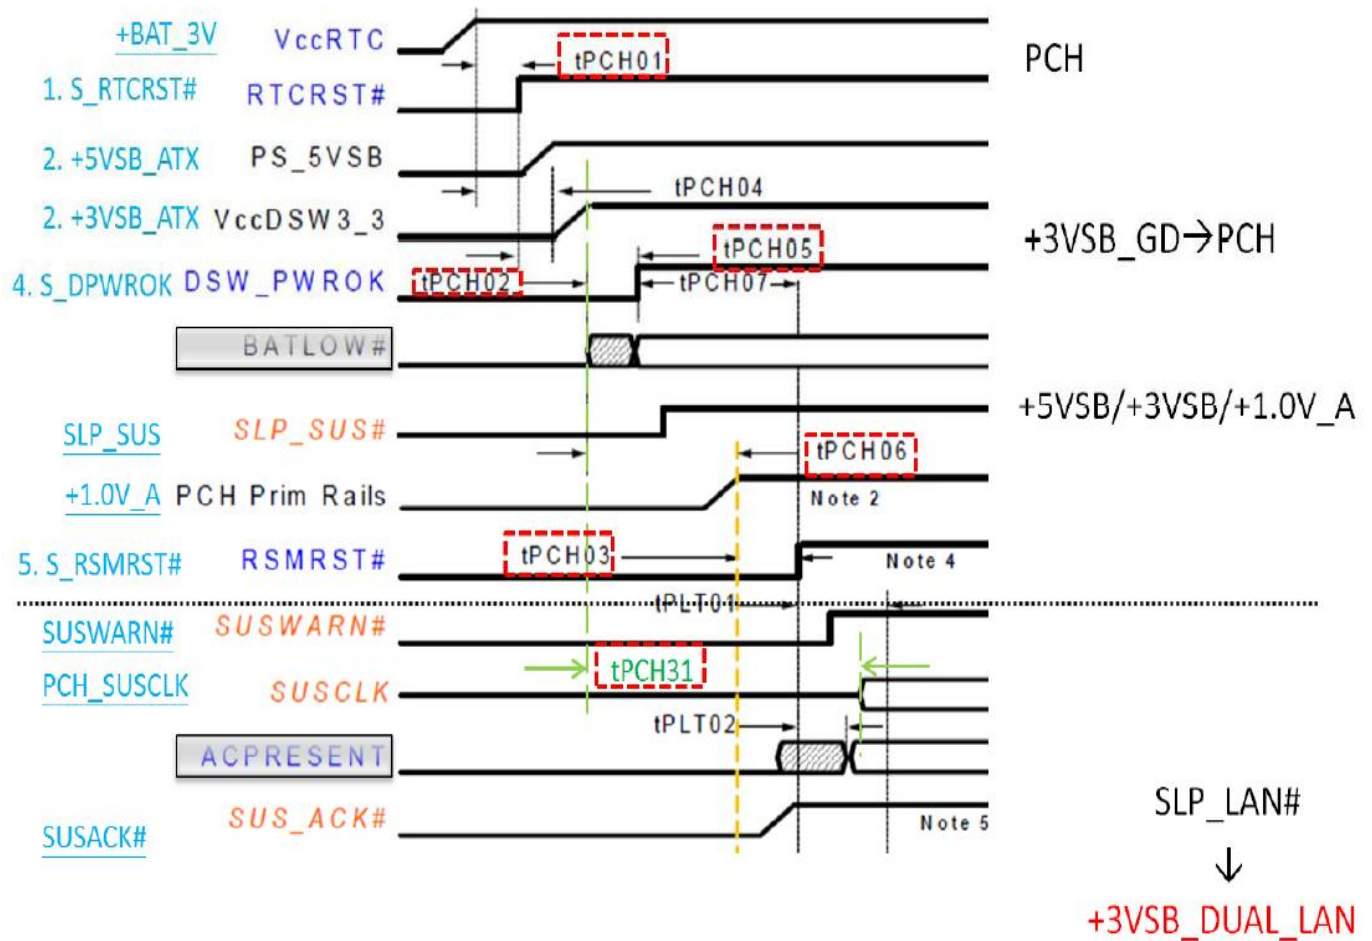 +BAT_3V VccRTC tPCH01 PCH
1. S_RTCRST# RTCRST#
2. +5VSB_ATX PS_5VSB
tPCH04
2. +3VSB_ATX VccDSW3_3
tPCH05 +3VSB_GD→PCH
4. S_DPWROK DSW_PWROK tPCH02 tPCH07
BATLOW#
+5VSB/+3VSB/+1.0V_A
SLP_SUS SLP_SUS#
tPCH06
+1.0V_A PCH Prim Rails Note 2
5. S_RSMRST# RSMRST# tPCH03 Note 4
tPLT01
SUSWARN# SUSWARN#
tPCH31
PCH_SUSCLK SUSCLK
tPLT02
ACPRESENT
SLP_LAN#
SUSACK# SUS_ACK# Note 5
↓
+3VSB_DUAL_LAN